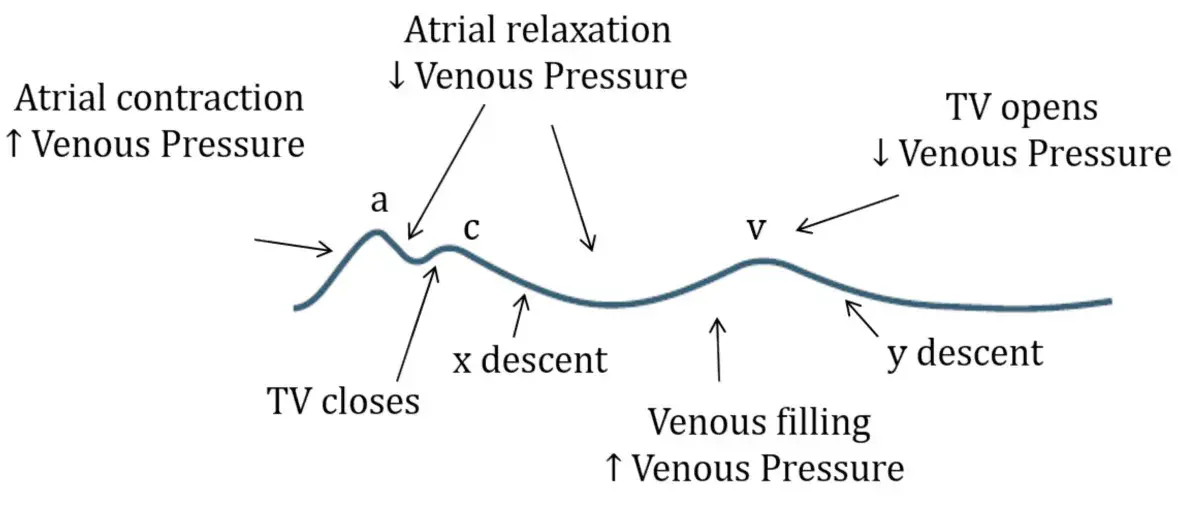 Atrial relaxation
↓ Venous Pressure
Atrial contraction
↑ Venous Pressure
TV opens
↓ Venous Pressure
a
c
v
x descent
y descent
TV closes
Venous filling
↑ Venous Pressure